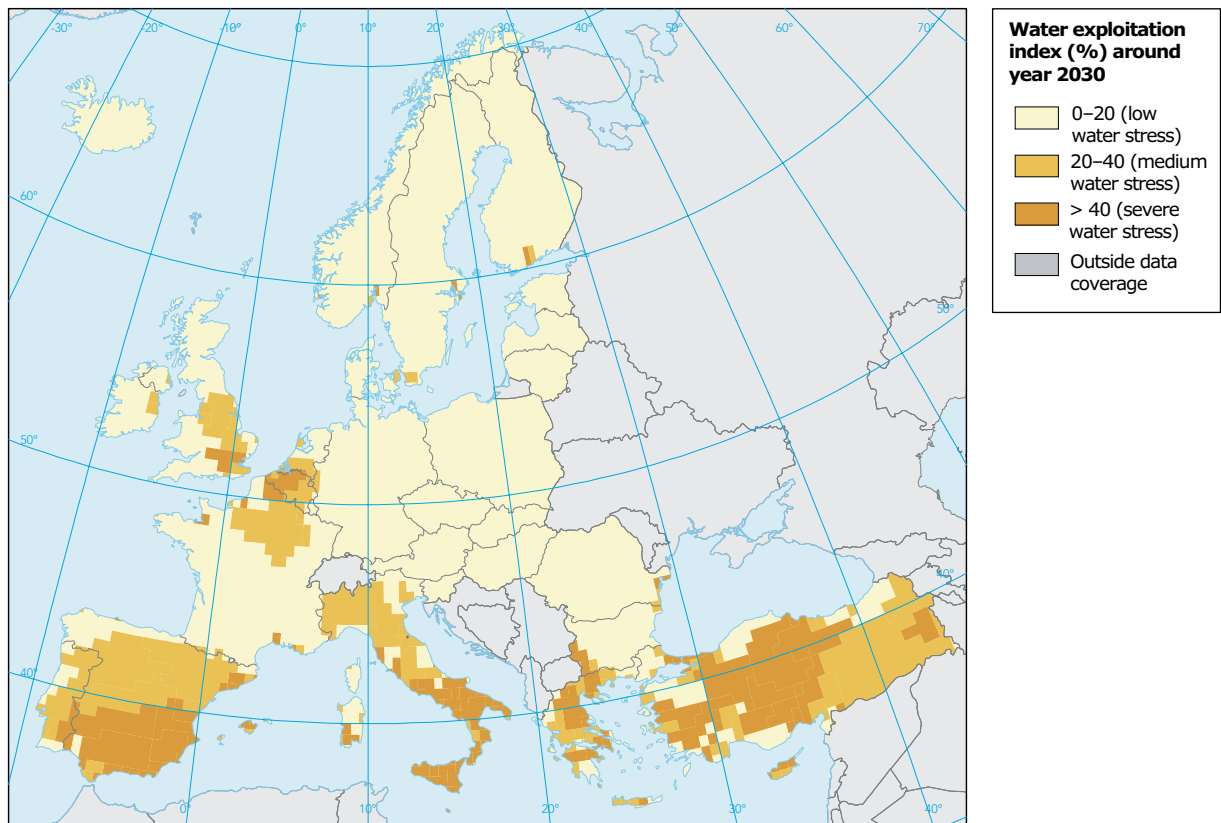 -30°
-20°
-10°
0°
10°
20°
30°
40°
50°
60°
70°
60°
50°
50°
40°
40°
0°
10°
20°
30°
40°
Water exploitation
index (%) around
year 2030
0–20 (low
water stress)
20–40 (medium
water stress)
> 40 (severe
water stress)
Outside data
coverage